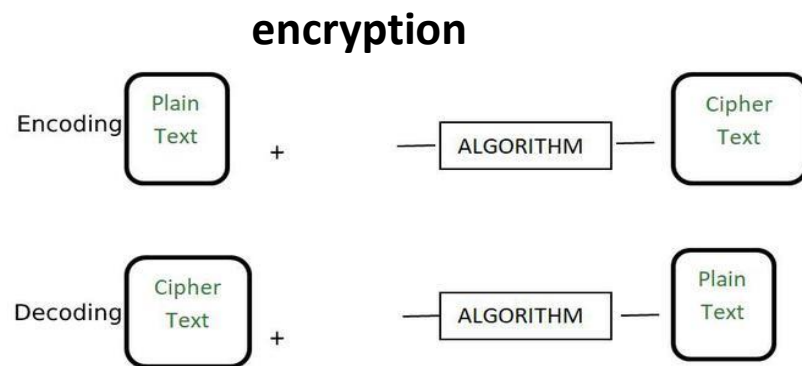 encryption
Encoding Plain Text + ALGORITHM Cipher Text
Decoding Cipher Text + ALGORITHM Plain Text